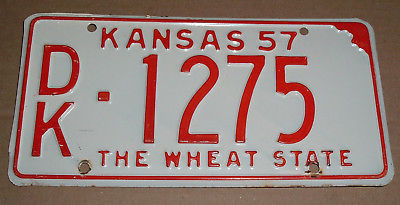 KANSAS 57
DK·1275
THE WHEAT STATE